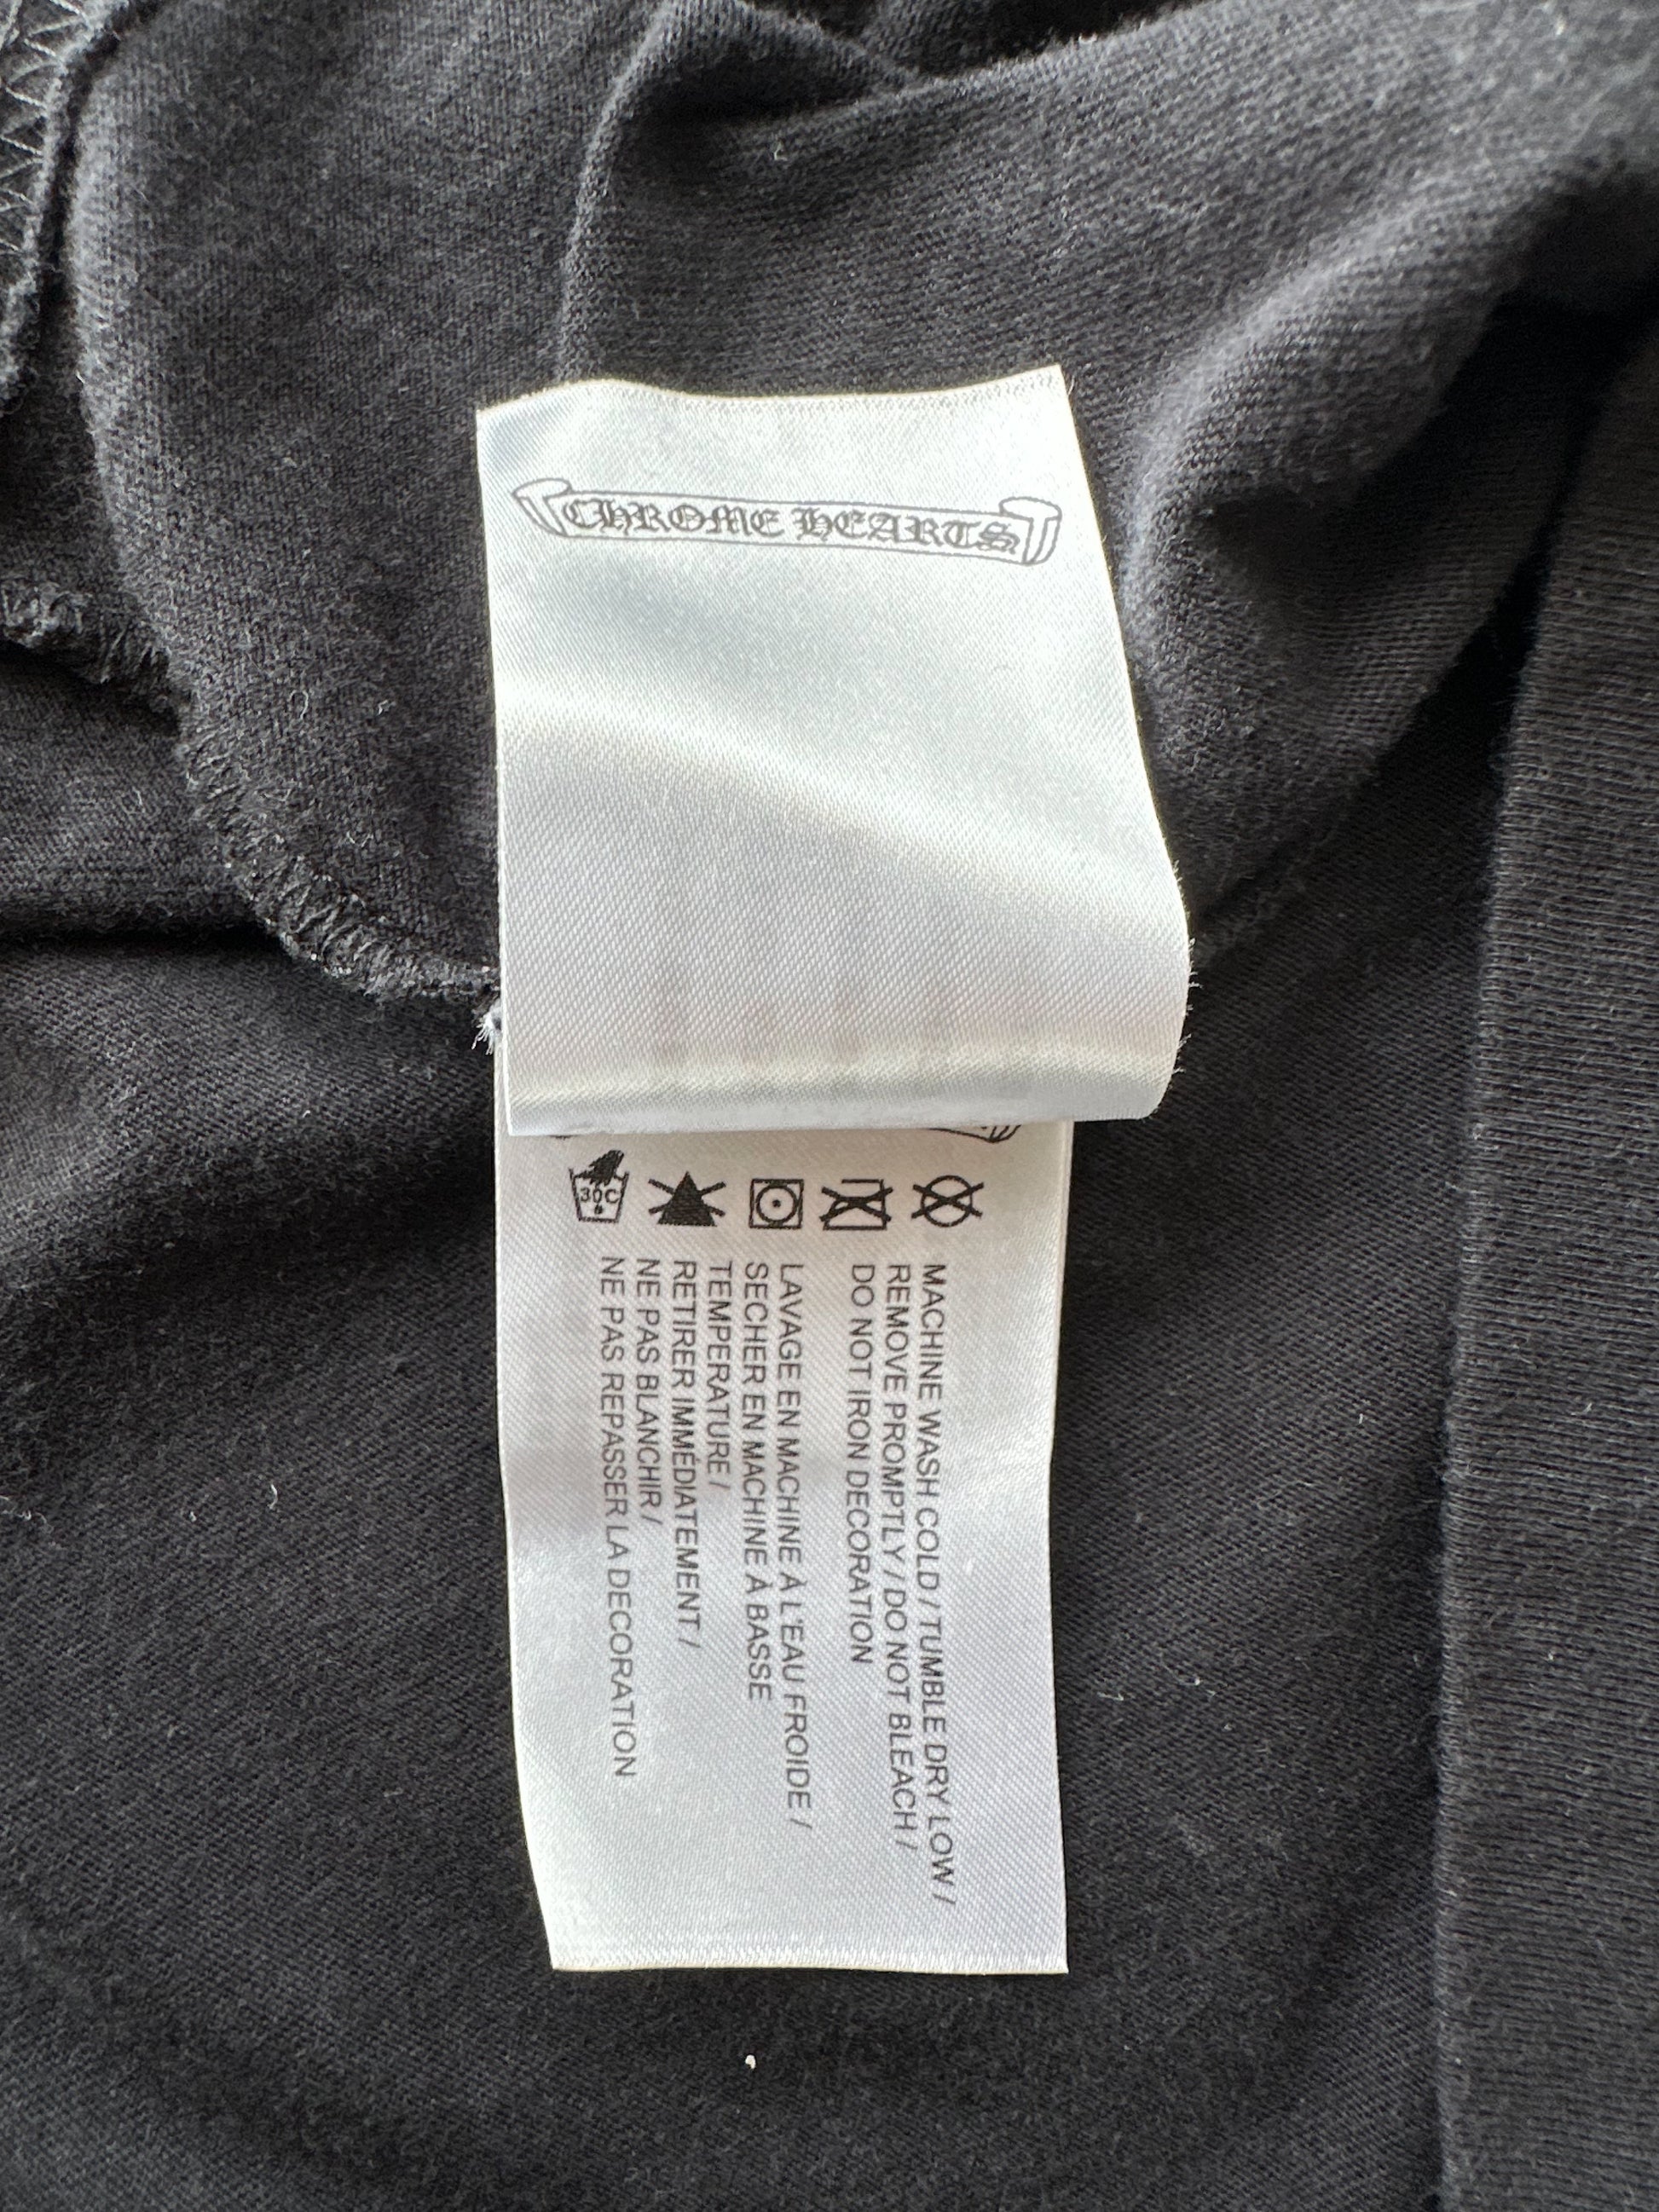 CHROME HEARTS
30C
MACHINE WASH COLD / TUMBLE DRY LOW /
REMOVE PROMPTLY / DO NOT BLEACH /
DO NOT IRON DECORATION
LAVAGE EN MACHINE À L'EAU FROIDE /
SECHER EN MACHINE À BASSE
TEMPERATURE /
RETIRER IMMÉDIATEMENT /
NE PAS BLANCHIR /
NE PAS REPASSER LA DECORATION